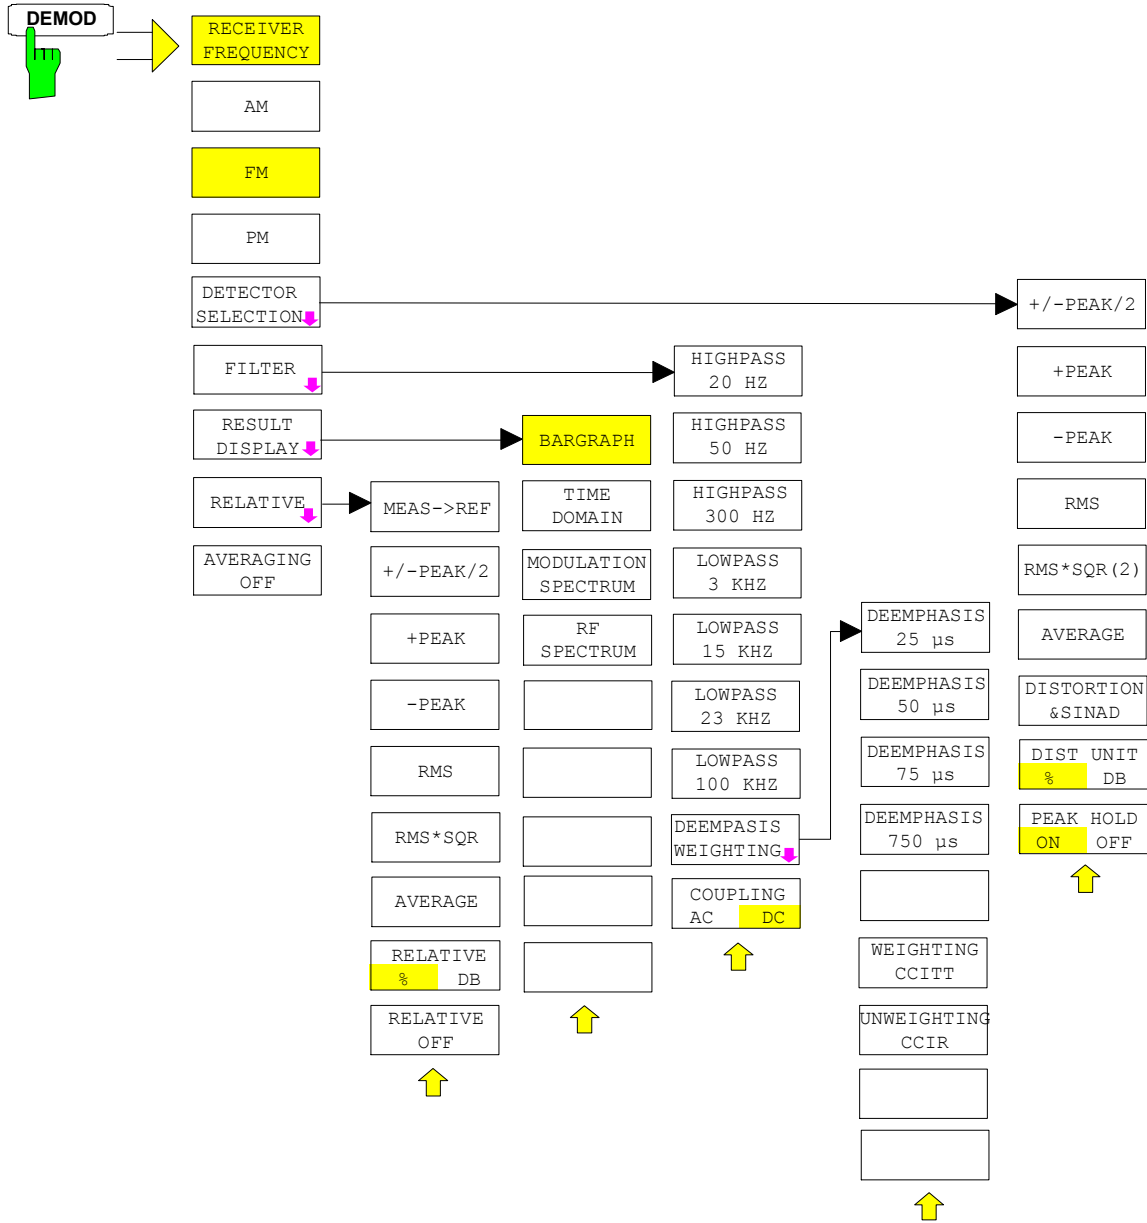 DEMOD
RECEIVER
FREQUENCY
AM
FM
PM
DETECTOR
SELECTION
FILTER
RESULT
DISPLAY
RELATIVE
AVERAGING
OFF
MEAS->REF
+/-PEAK/2
+PEAK
-PEAK
RMS
RMS*SQR
AVERAGE
RELATIVE
% DB
RELATIVE
OFF
BARGRAPH
TIME
DOMAIN
MODULATION
SPECTRUM
RF
SPECTRUM
HIGHPASS
20 HZ
HIGHPASS
50 HZ
HIGHPASS
300 HZ
LOWPASS
3 KHZ
LOWPASS
15 KHZ
LOWPASS
23 KHZ
LOWPASS
100 KHZ
DEEMPASIS
WEIGHTING
COUPLING
AC DC
DEEMPHASIS
25 µs
DEEMPHASIS
50 µs
DEEMPHASIS
75 µs
DEEMPHASIS
750 µs
WEIGHTING
CCITT
UNWEIGHTING
CCIR
+/-PEAK/2
+PEAK
-PEAK
RMS
RMS*SQR(2)
AVERAGE
DISTORTION
&SINAD
DIST UNIT
% DB
PEAK HOLD
ON OFF